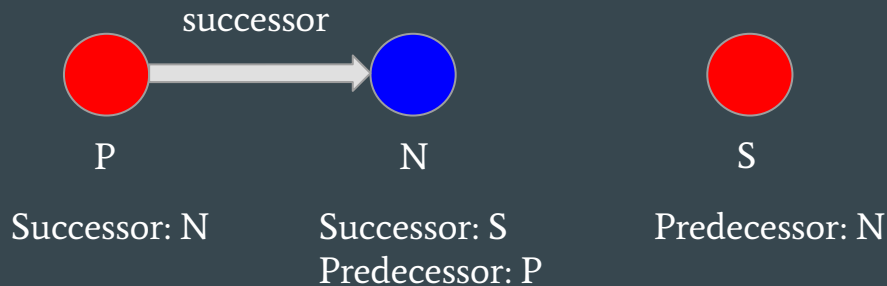 successor
P
N
S
Successor: N
Successor: S
Predecessor: P
Predecessor: N